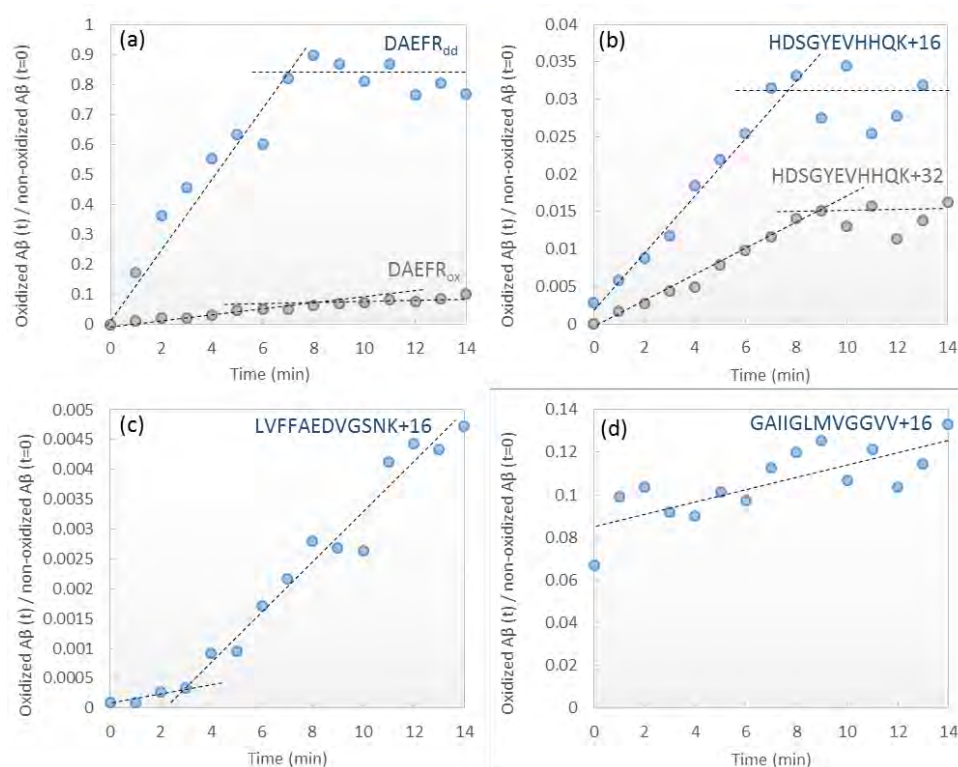 (a)
DAEFRdd
DAEFRox
Oxidized Aβ (t) / non-oxidized Aβ (t=0)
1
0.9
0.8
0.7
0.6
0.5
0.4
0.3
0.2
0.1
0
0 2 4 6 8 10 12 14
Time (min)
(b)
HDSGYEVHHQK+16
HDSGYEVHHQK+32
Oxidized Aβ (t) / non-oxidized Aβ (t=0)
0.04
0.035
0.03
0.025
0.02
0.015
0.01
0.005
0
0 2 4 6 8 10 12 14
Time (min)
(c)
LVFFAEDVGSNK+16
Oxidized Aβ (t) / non-oxidized Aβ (t=0)
0.005
0.0045
0.004
0.0035
0.003
0.0025
0.002
0.0015
0.001
0.0005
0
0 2 4 6 8 10 12 14
Time (min)
(d)
GAIIGLMVGGVV+16
Oxidized Aβ (t) / non-oxidized Aβ (t=0)
0.14
0.12
0.1
0.08
0.06
0.04
0.02
0
0 2 4 6 8 10 12 14
Time (min)